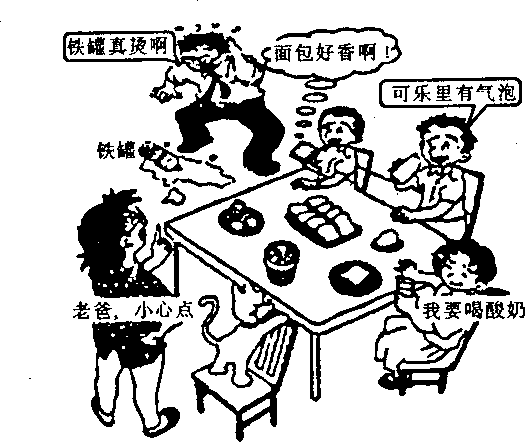 铁罐真烫啊
面包好香啊！
可乐里有气泡
铁罐
老爸，小心点
我要喝酸奶